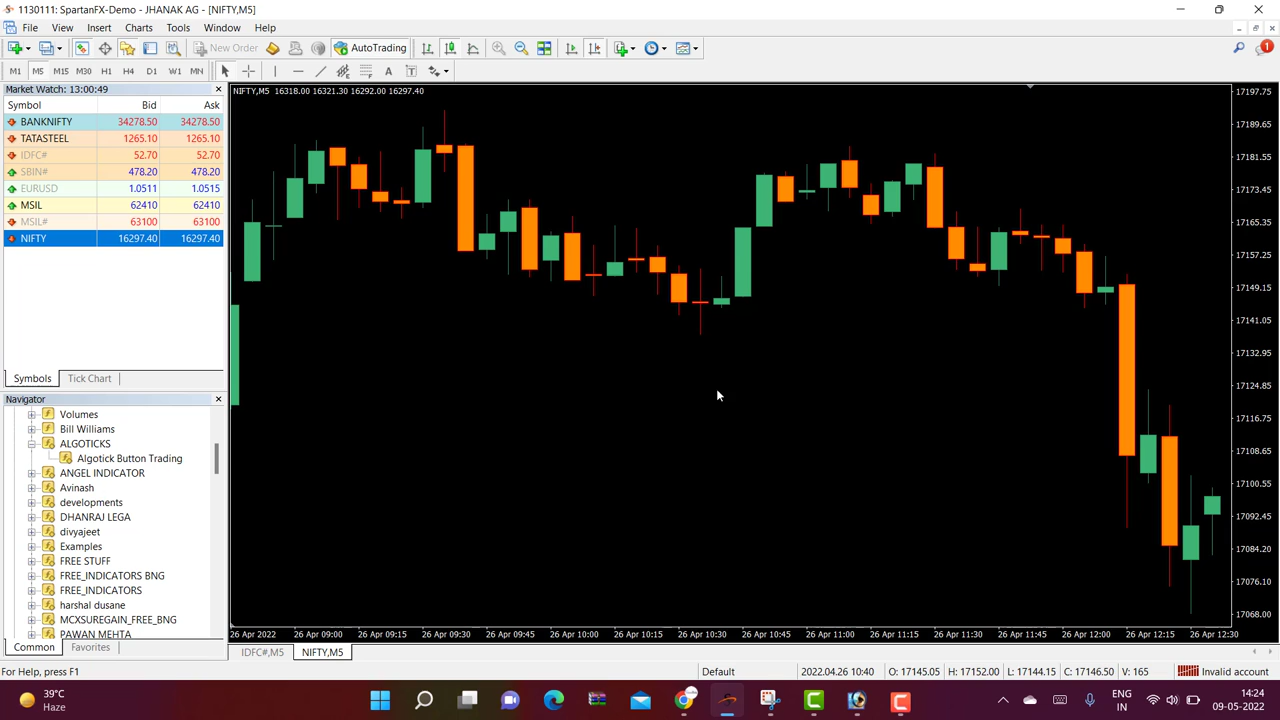 1130111: SpartanFX-Demo - JHANAK AG - [NIFTY,M5]
File View Insert Charts Tools Window Help
New Order AutoTrading 1
M1 M5 M15 M30 H1 H4 D1 W1 MN A T
Market Watch: 13:00:49
Symbol Bid Ask
BANKNIFTY 34278.50 34278.50
TATASTEEL 1265.10 1265.10
IDFC# 52.70 52.70
SBIN# 478.20 478.20
EURUSD 1.0511 1.0515
MSIL 62410 62410
MSIL# 63100 63100
NIFTY 16297.40 16297.40
Symbols Tick Chart
Navigator
Volumes
Bill Williams
ALGOTICKS
Algotick Button Trading
ANGEL INDICATOR
Avinash
developments
DHANRAJ LEGA
divyajeet
Examples
FREE STUFF
FREE_INDICATORS BNG
FREE_INDICATORS
harshal dusane
MCXSUREGAIN_FREE_BNG
PAWAN MEHTA
Common Favorites
NIFTY,M5 16318.00 16321.30 16292.00 16297.40
17197.75
17189.65
17181.55
17173.45
17165.35
17157.25
17149.15
17141.05
17132.95
17124.85
17116.75
17108.65
17100.55
17092.45
17084.20
17076.10
17068.00
26 Apr 2022 26 Apr 09:00 26 Apr 09:15 26 Apr 09:30 26 Apr 09:45 26 Apr 10:00 26 Apr 10:15 26 Apr 10:30 26 Apr 10:45 26 Apr 11:00 26 Apr 11:15 26 Apr 11:30 26 Apr 11:45 26 Apr 12:00 26 Apr 12:15 26 Apr 12:30
IDFC#,M5 NIFTY,M5
For Help, press F1 Default 2022.04.26 10:40 O: 17145.05 H: 17152.00 L: 17144.15 C: 17146.50 V: 165 Invalid account
39°C
Haze
ENG
IN
14:24
09-05-2022